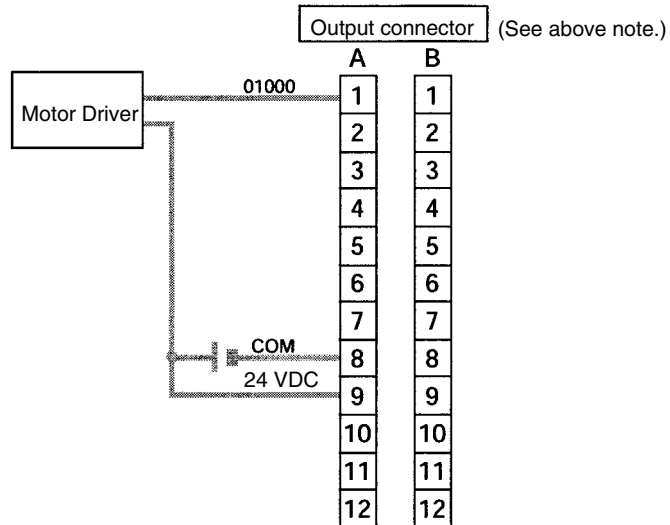 Output connector (See above note.)
A B
01000
Motor Driver
1 1
2 2
3 3
4 4
5 5
6 6
7 7
COM
8 8
24 VDC
9 9
10 10
11 11
12 12